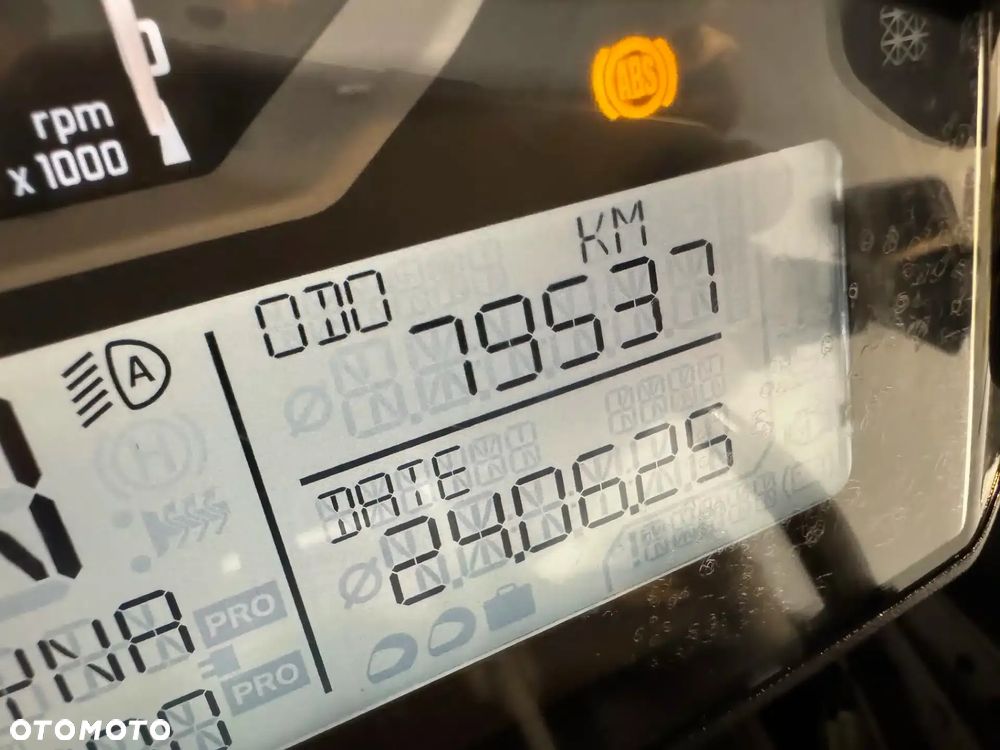 rpm
x 1000
ABS
KM
ODO 79537
A
DATE
24.06.25
PRO
PRO
OTOMOTO